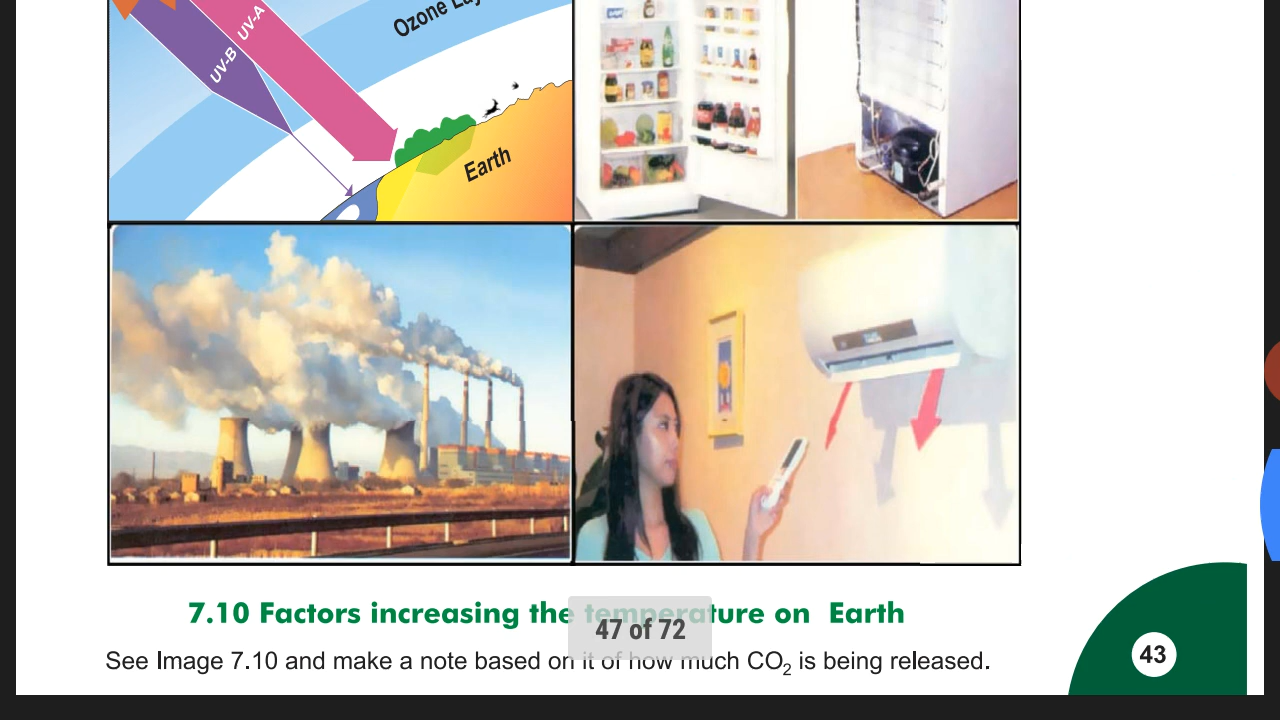 UV-A
Ozone Lay
UV-B
Earth
7.10 Factors increasing the temperature on Earth
47 of 72
See Image 7.10 and make a note based on it of how much CO₂ is being released.
43